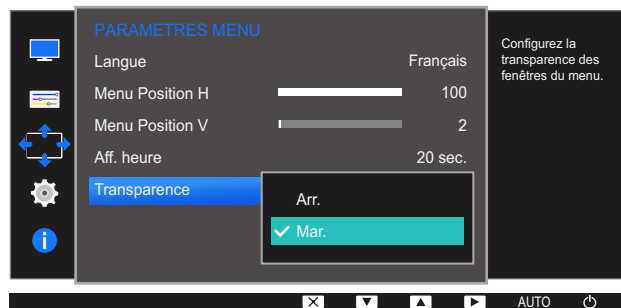 PARAMETRES MENU
Langue Français
Menu Position H 100
Menu Position V 2
Aff. heure 20 sec.
Transparence
Arr.
Mar.
Configurez la
transparence des
fenêtres du menu.
AUTO